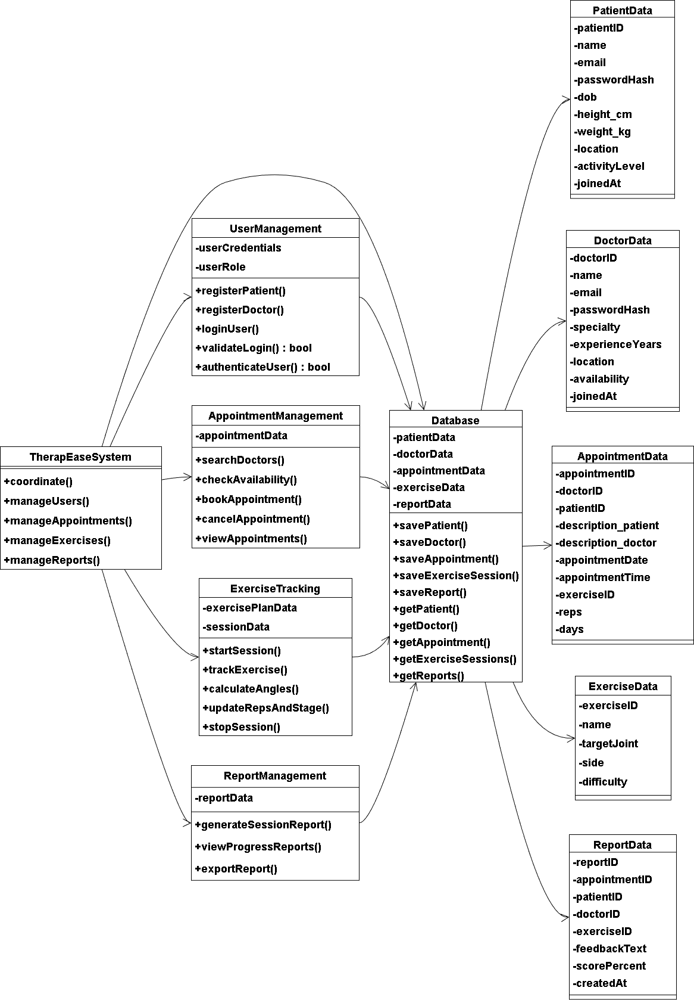 PatientData
-patientID
-name
-email
-passwordHash
-dob
-height_cm
-weight_kg
-location
-activityLevel
-joinedAt
UserManagement
-userCredentials
-userRole
+registerPatient()
+registerDoctor()
+loginUser()
+validateLogin() : bool
+authenticateUser() : bool
DoctorData
-doctorID
-name
-email
-passwordHash
-specialty
-experienceYears
-location
-availability
-joinedAt
TherapEaseSystem
+coordinate()
+manageUsers()
+manageAppointments()
+manageExercises()
+manageReports()
AppointmentManagement
-appointmentData
+searchDoctors()
+checkAvailability()
+bookAppointment()
+cancelAppointment()
+viewAppointments()
Database
-patientData
-doctorData
-appointmentData
-exerciseData
-reportData
+savePatient()
+saveDoctor()
+saveAppointment()
+saveExerciseSession()
+saveReport()
+getPatient()
+getDoctor()
+getAppointment()
+getExerciseSessions()
+getReports()
AppointmentData
-appointmentID
-doctorID
-patientID
-description_patient
-description_doctor
-appointmentDate
-appointmentTime
-exerciseID
-reps
-days
ExerciseTracking
-exercisePlanData
-sessionData
+startSession()
+trackExercise()
+calculateAngles()
+updateRepsAndStage()
+stopSession()
ExerciseData
-exerciseID
-name
-targetJoint
-side
-difficulty
ReportManagement
-reportData
+generateSessionReport()
+viewProgressReports()
+exportReport()
ReportData
-reportID
-appointmentID
-patientID
-doctorID
-exerciseID
-feedbackText
-scorePercent
-createdAt